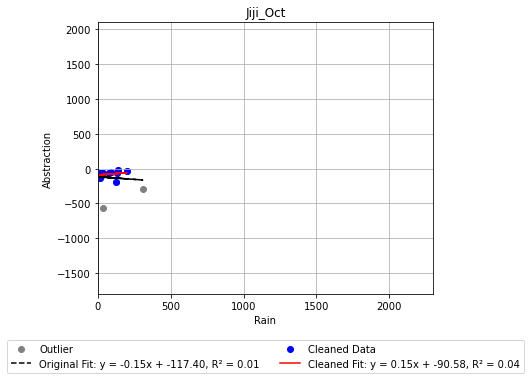 Jiji_Oct
2000
1500
1000
500
0
−500
−1000
−1500
Abstraction
0 500 1000 1500 2000
Rain
Outlier
Original Fit: y = -0.15x + -117.40, R² = 0.01
Cleaned Data
Cleaned Fit: y = 0.15x + -90.58, R² = 0.04